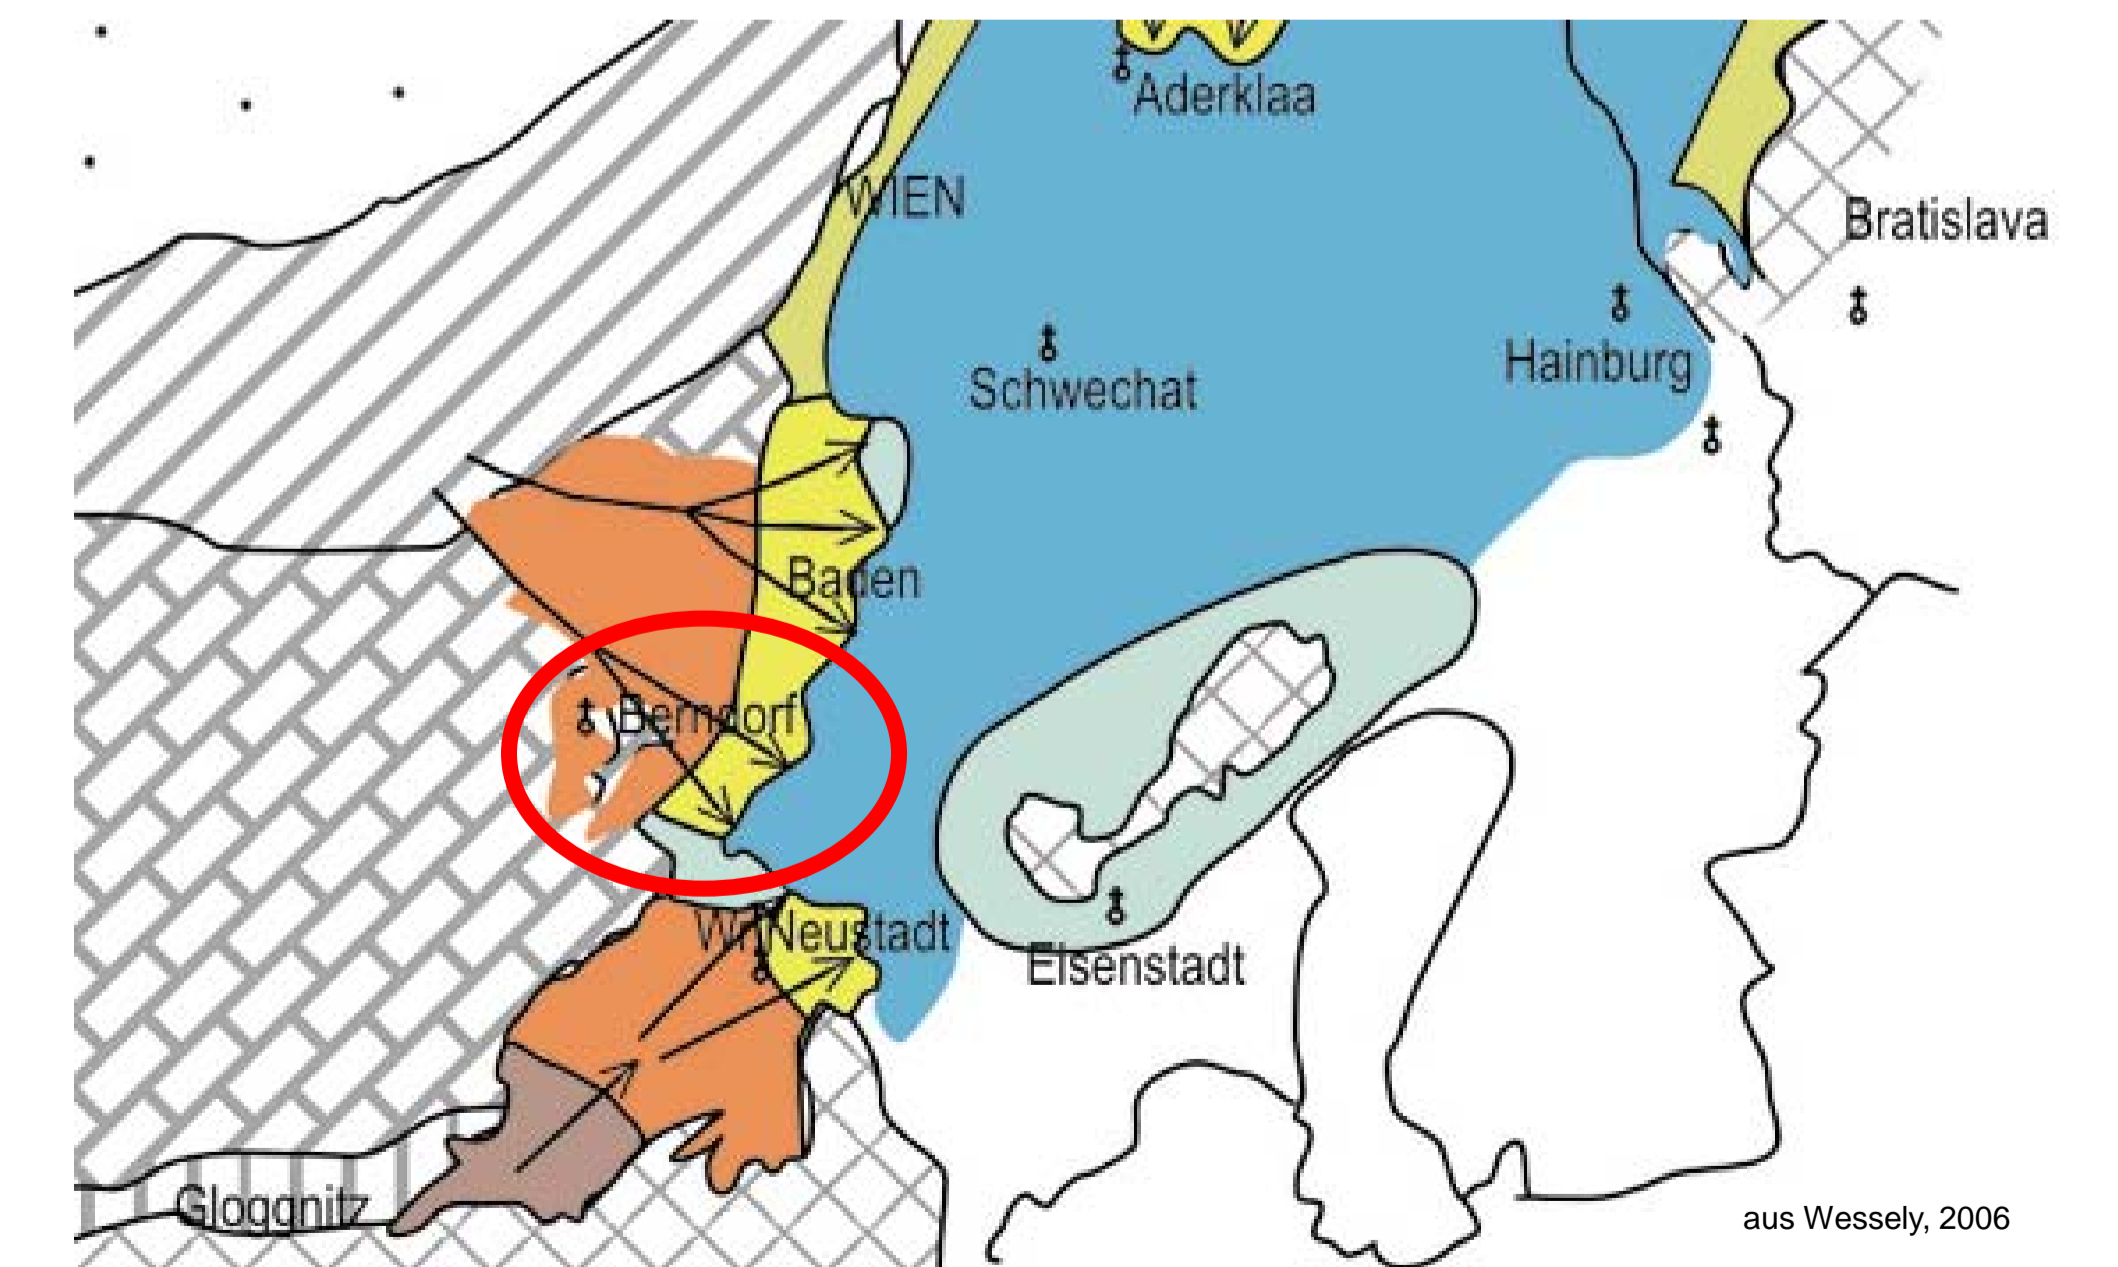 Aderklaa
WIEN
Bratislava
Hainburg
Schwechat
Baden
Berndorf
Wr. Neustadt
Eisenstadt
Gloggnitz
aus Wessely, 2006